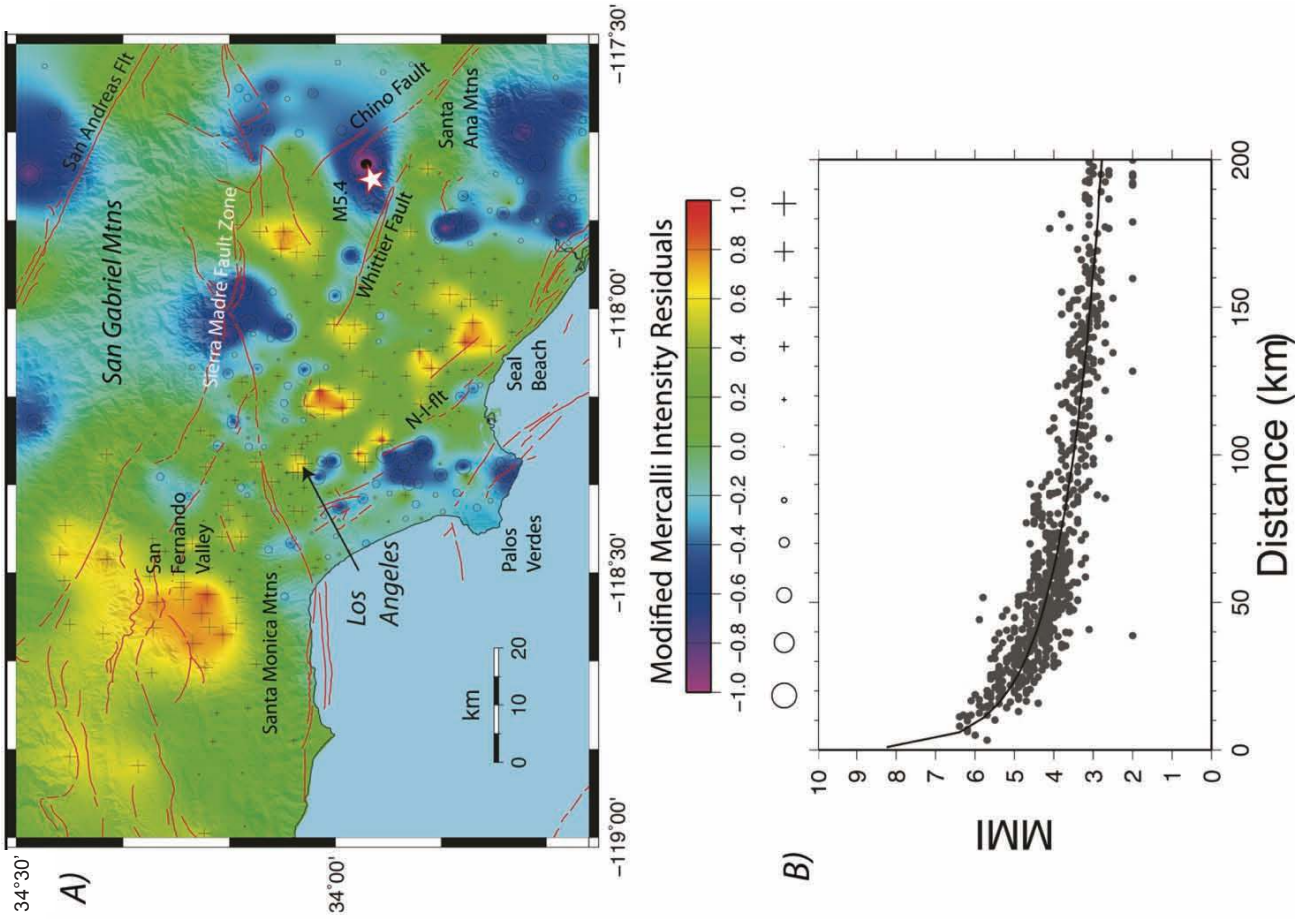 A)
34°30'
34°00'
San Andreas Flt
San Gabriel Mtns
Sierra Madre Fault Zone
San
Fernando
Valley
Santa Monica Mtns
Los
Angeles
M5.4
Chino Fault
Whittier Fault
Santa
Ana Mtns
N-I-flt
Seal
Beach
Palos
Verdes
km
0 10 20
-119°00' -118°30' -118°00' -117°30'
Modified Mercalli Intensity Residuals
-1.0 -0.8 -0.6 -0.4 -0.2 0.0 0.2 0.4 0.6 0.8 1.0
B)
MMI
10
9
8
7
6
5
4
3
2
1
0
0 50 100 150 200
Distance (km)